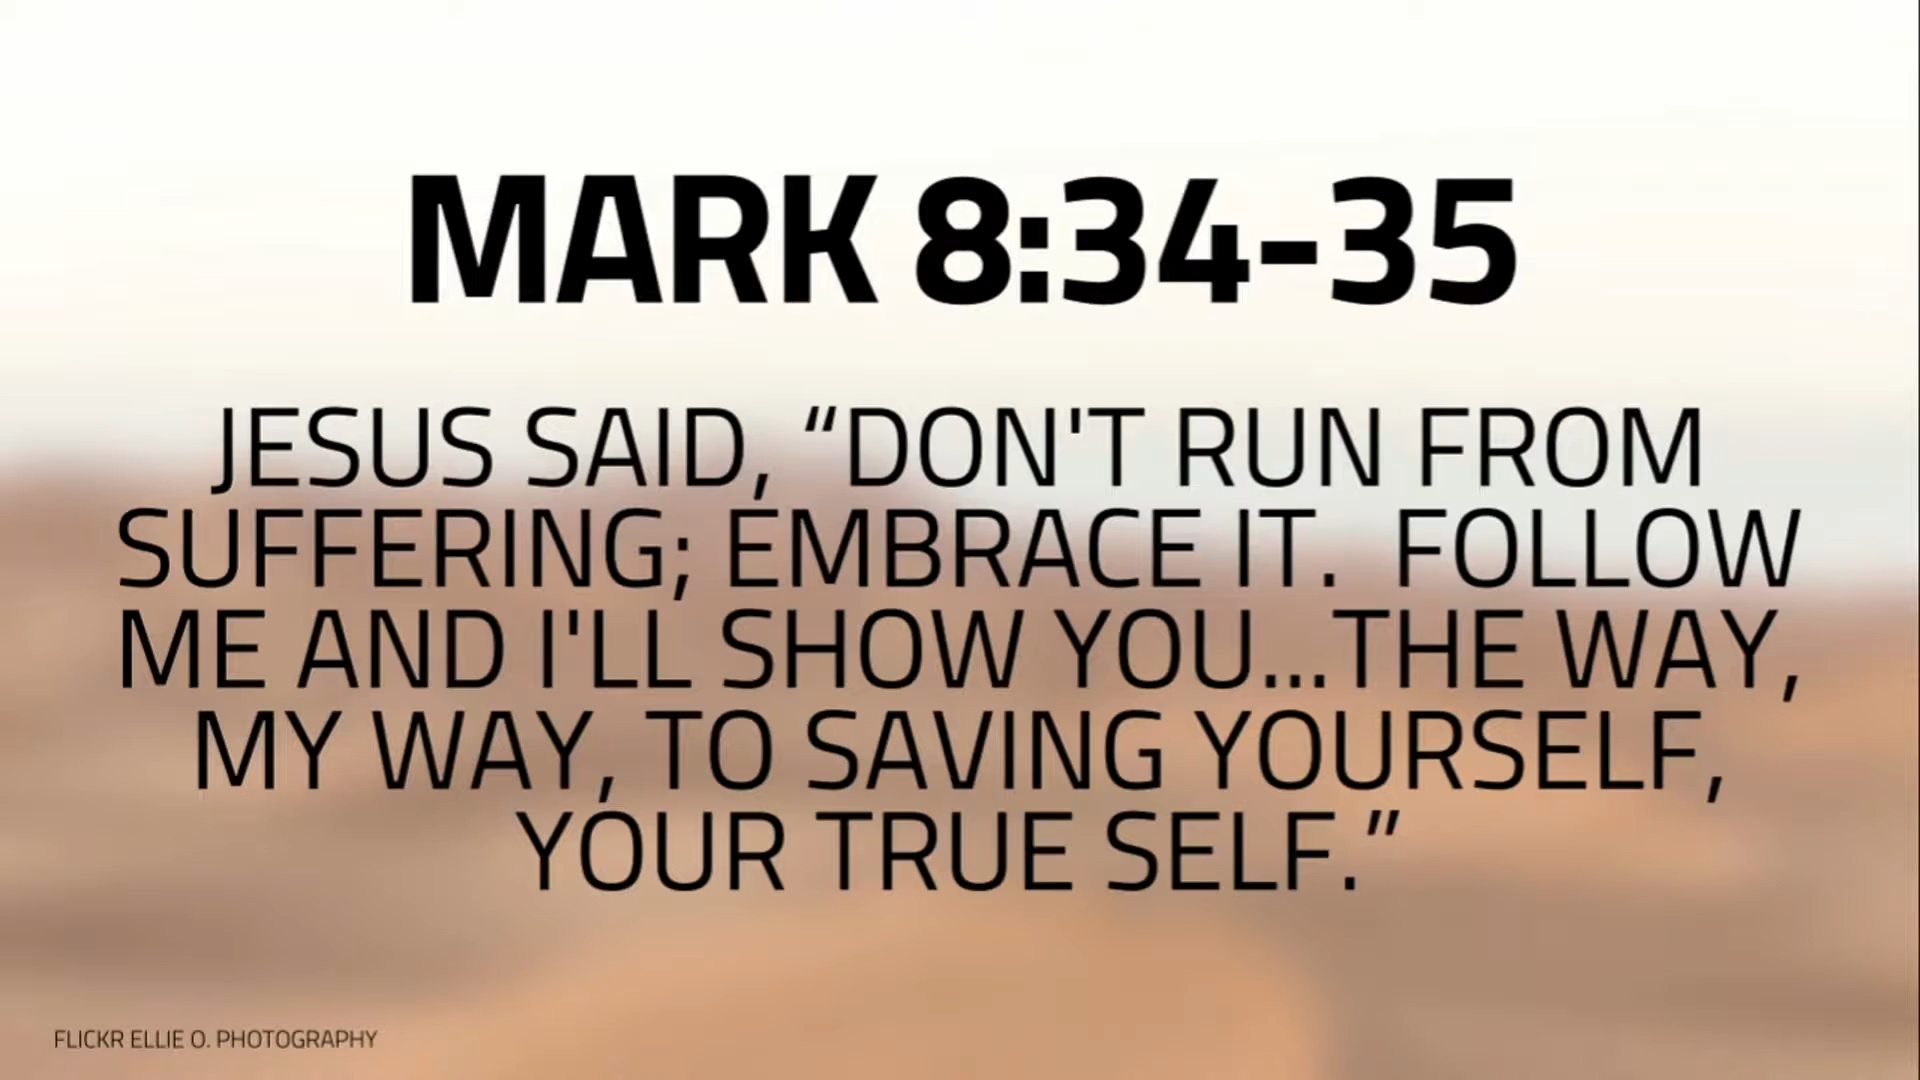 MARK 8:34-35
JESUS SAID, “DON'T RUN FROM
SUFFERING; EMBRACE IT.  FOLLOW
ME AND I'LL SHOW YOU...THE WAY,
MY WAY, TO SAVING YOURSELF,
YOUR TRUE SELF.”
FLICKR ELLIE O. PHOTOGRAPHY